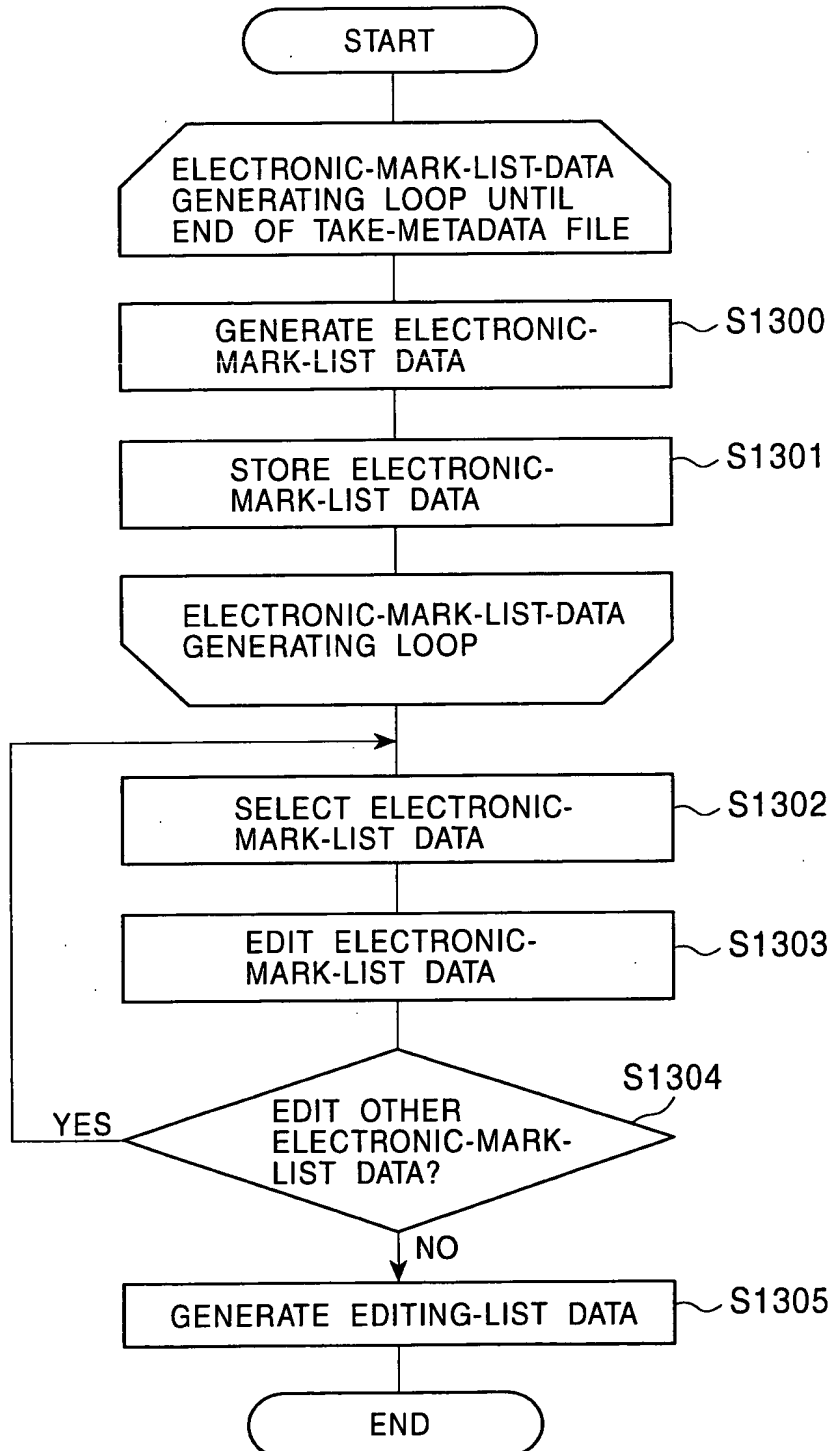 START
ELECTRONIC-MARK-LIST-DATA
GENERATING LOOP UNTIL
END OF TAKE-METADATA FILE
GENERATE ELECTRONIC-
MARK-LIST DATA
S1300
STORE ELECTRONIC-
MARK-LIST DATA
S1301
ELECTRONIC-MARK-LIST-DATA
GENERATING LOOP
SELECT ELECTRONIC-
MARK-LIST DATA
S1302
EDIT ELECTRONIC-
MARK-LIST DATA
S1303
S1304
YES
EDIT OTHER
ELECTRONIC-MARK-
LIST DATA?
NO
GENERATE EDITING-LIST DATA
S1305
END